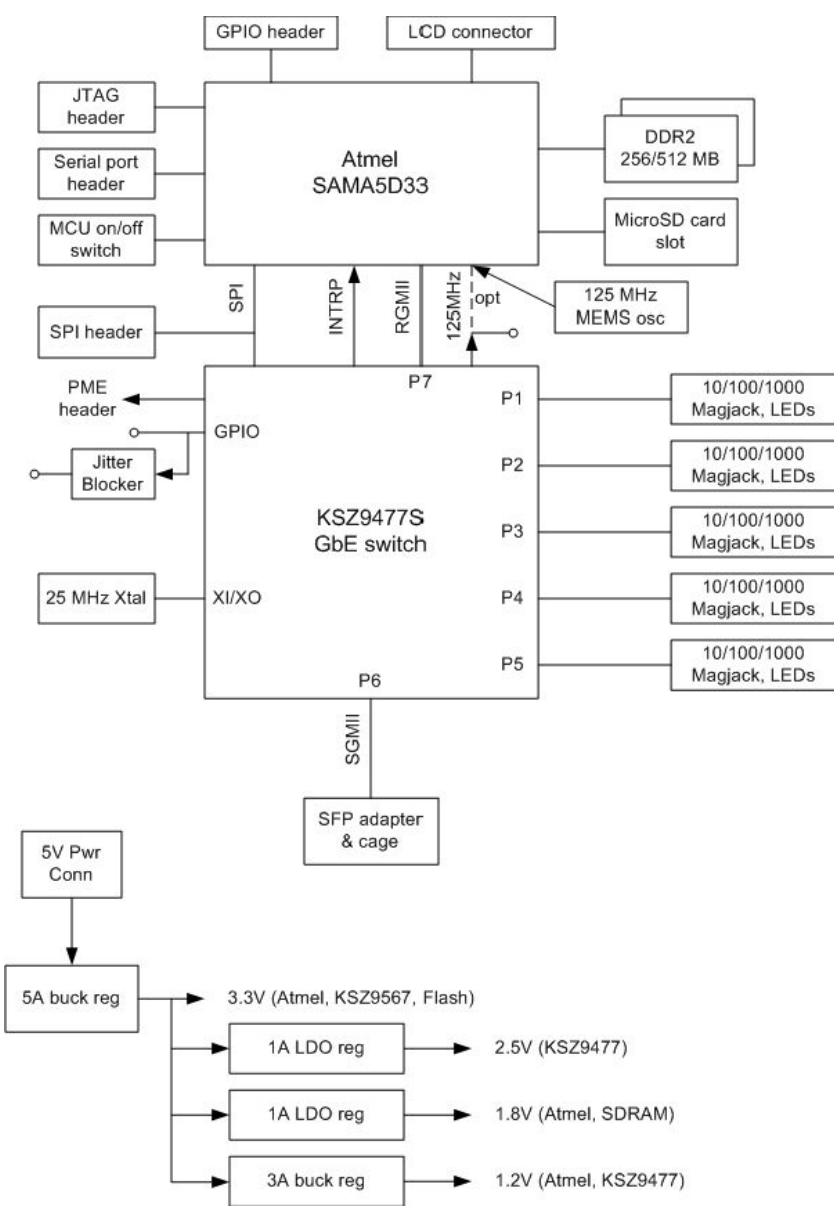 GPIO header
LCD connector
JTAG
header
Atmel
SAMA5D33
DDR2
256/512 MB
Serial port
header
MCU on/off
switch
MicroSD card
slot
SPI
INTRP
RGMII
125MHz
opt
125 MHz
MEMS osc
SPI header
PME
header
P7
P1
10/100/1000
Magjack, LEDs
GPIO
Jitter
Blocker
P2
10/100/1000
Magjack, LEDs
KSZ9477S
GbE switch
P3
10/100/1000
Magjack, LEDs
25 MHz Xtal
XI/XO
P4
10/100/1000
Magjack, LEDs
P5
10/100/1000
Magjack, LEDs
P6
SGMII
SFP adapter
& cage
5V Pwr
Conn
5A buck reg
3.3V (Atmel, KSZ9567, Flash)
1A LDO reg
2.5V (KSZ9477)
1A LDO reg
1.8V (Atmel, SDRAM)
3A buck reg
1.2V (Atmel, KSZ9477)